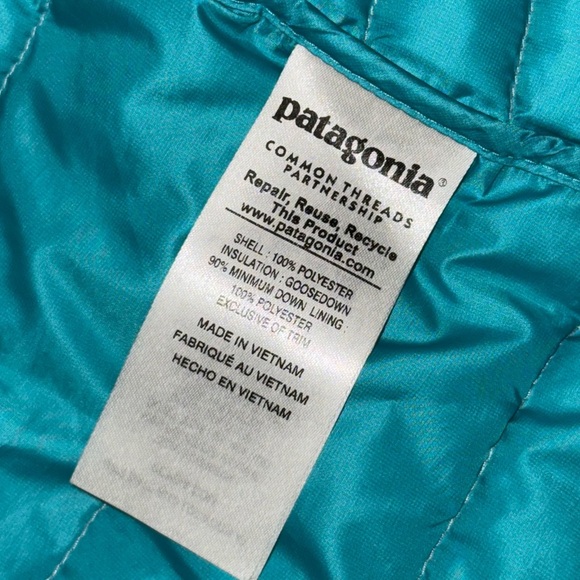 patagonia®
COMMON THREADS
PARTNERSHIP
Repair, Reuse, Recycle
This Product
www.patagonia.com
SHELL : 100% POLYESTER
INSULATION : GOOSEDOWN
90% MINIMUM DOWN LINING :
100% POLYESTER
EXCLUSIVE OF TRIM
MADE IN VIETNAM
FABRIQUÉ AU VIETNAM
HECHO EN VIETNAM